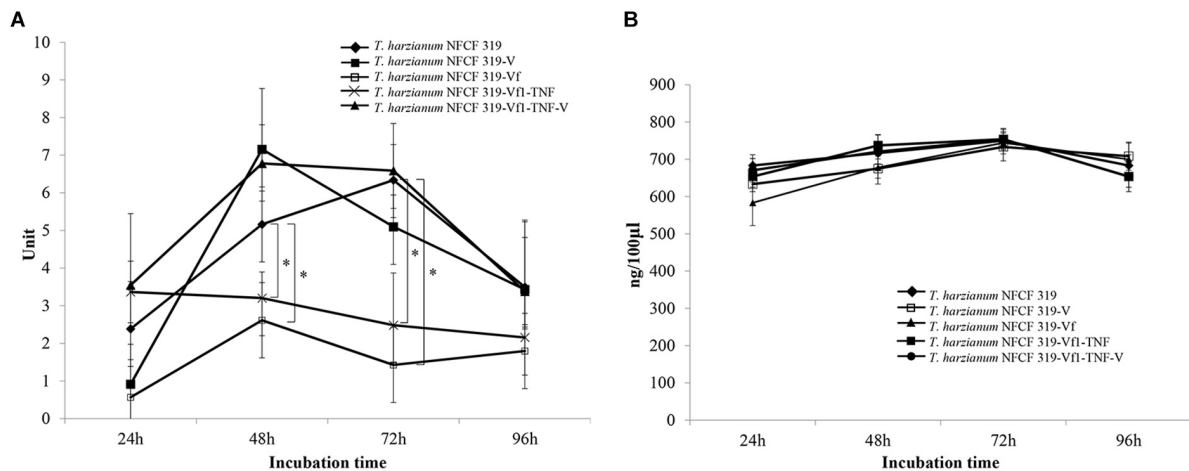 A
10
9
8
7
6
5
4
3
2
1
0
Unit
24h 48h 72h 96h
Incubation time
T. harzianum NFCF 319
T. harzianum NFCF 319-V
T. harzianum NFCF 319-Vf
T. harzianum NFCF 319-Vf1-TNF
T. harzianum NFCF 319-Vf1-TNF-V
* *
* *
B
900
800
700
600
500
400
300
200
100
0
ng/100µl
24h 48h 72h 96h
Incubation time
T. harzianum NFCF 319
T. harzianum NFCF 319-V
T. harzianum NFCF 319-Vf
T. harzianum NFCF 319-Vf1-TNF
T. harzianum NFCF 319-Vf1-TNF-V